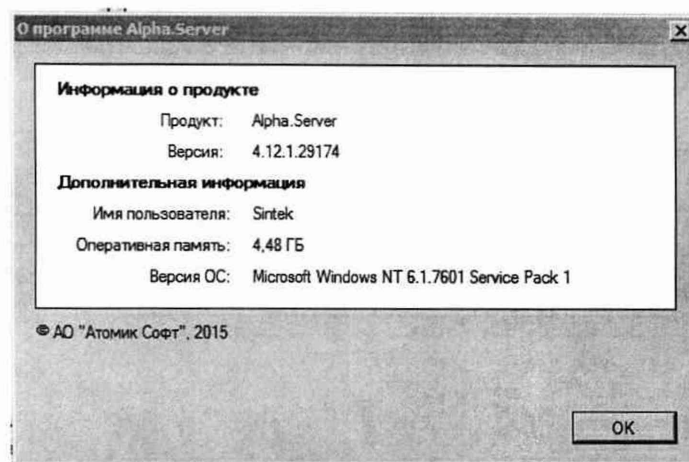 О программе Alpha.Server
Информация о продукте
Продукт: Alpha.Server
Версия: 4.12.1.29174
Дополнительная информация
Имя пользователя: Sintek
Оперативная память: 4,48 ГБ
Версия ОС: Microsoft Windows NT 6.1.7601 Service Pack 1
© АО "Атомик Софт", 2015
OK